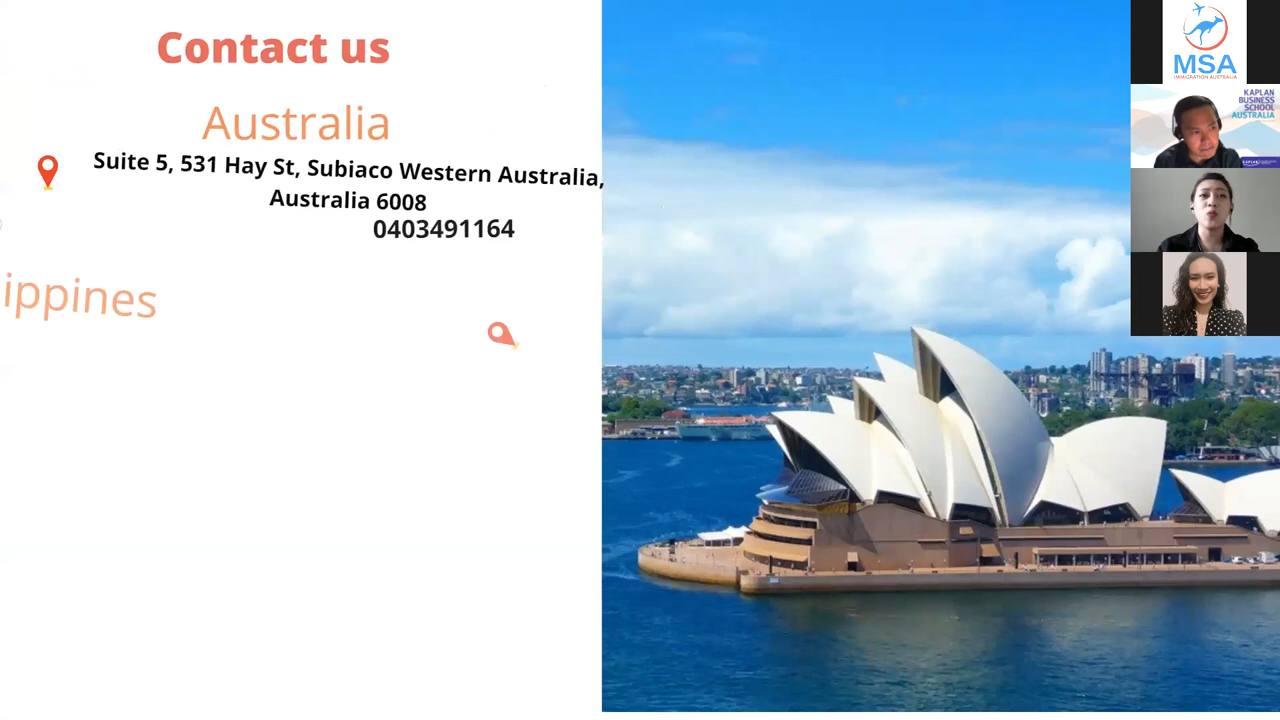 Contact us
Australia
Suite 5, 531 Hay St, Subiaco Western Australia,
Australia 6008
0403491164
ippines
MSA
IMMIGRATION AUSTRALIA
KAPLAN
BUSINESS
SCHOOL
AUSTRALIA